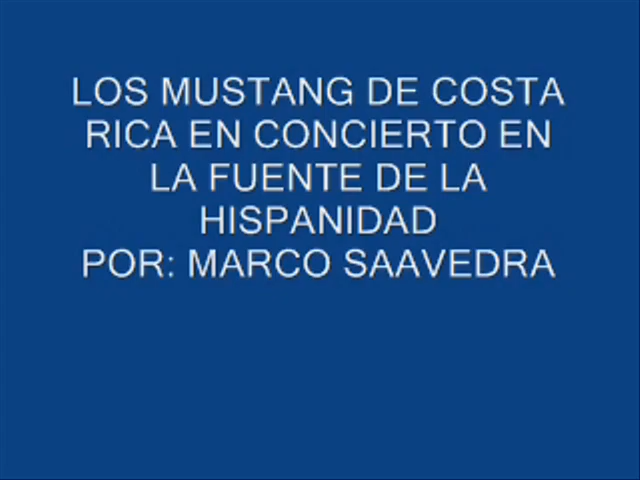 LOS MUSTANG DE COSTA
RICA EN CONCIERTO EN
LA FUENTE DE LA
HISPANIDAD
POR: MARCO SAAVEDRA